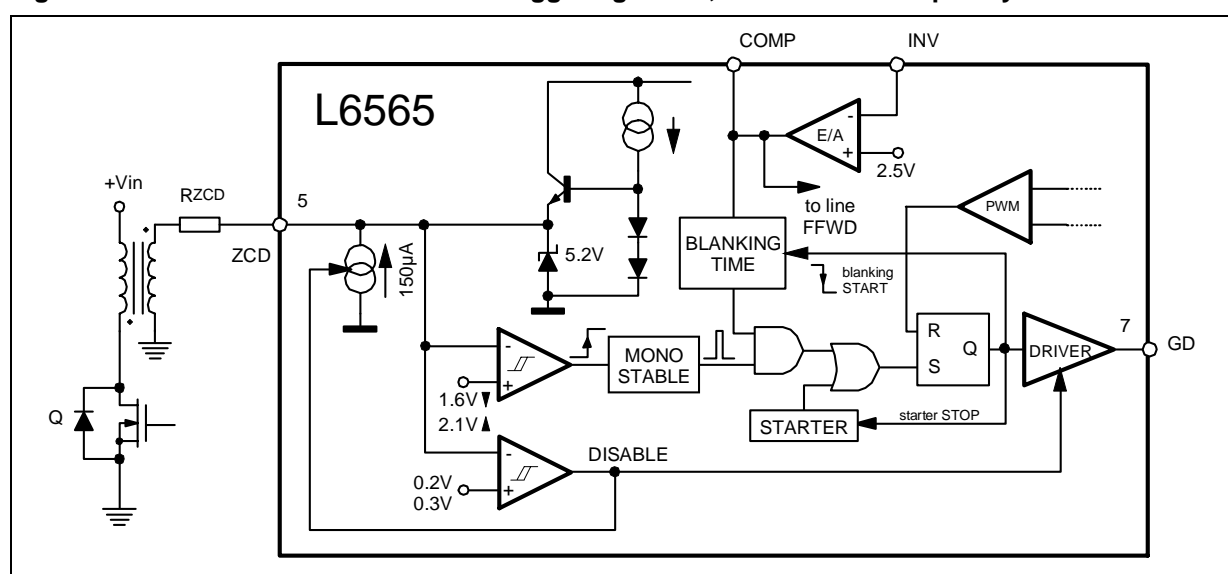 COMP
INV
L6565
E/A
-
+
2.5V
+Vin
RZCD
5
to line
FFWD
PWM
ZCD
5.2V
BLANKING
TIME
150µA
blanking
START
7
R
Q
S
DRIVER
GD
-
+
MONO
STABLE
1.6V
2.1V
Q
STARTER
starter STOP
DISABLE
-
+
0.2V
0.3V